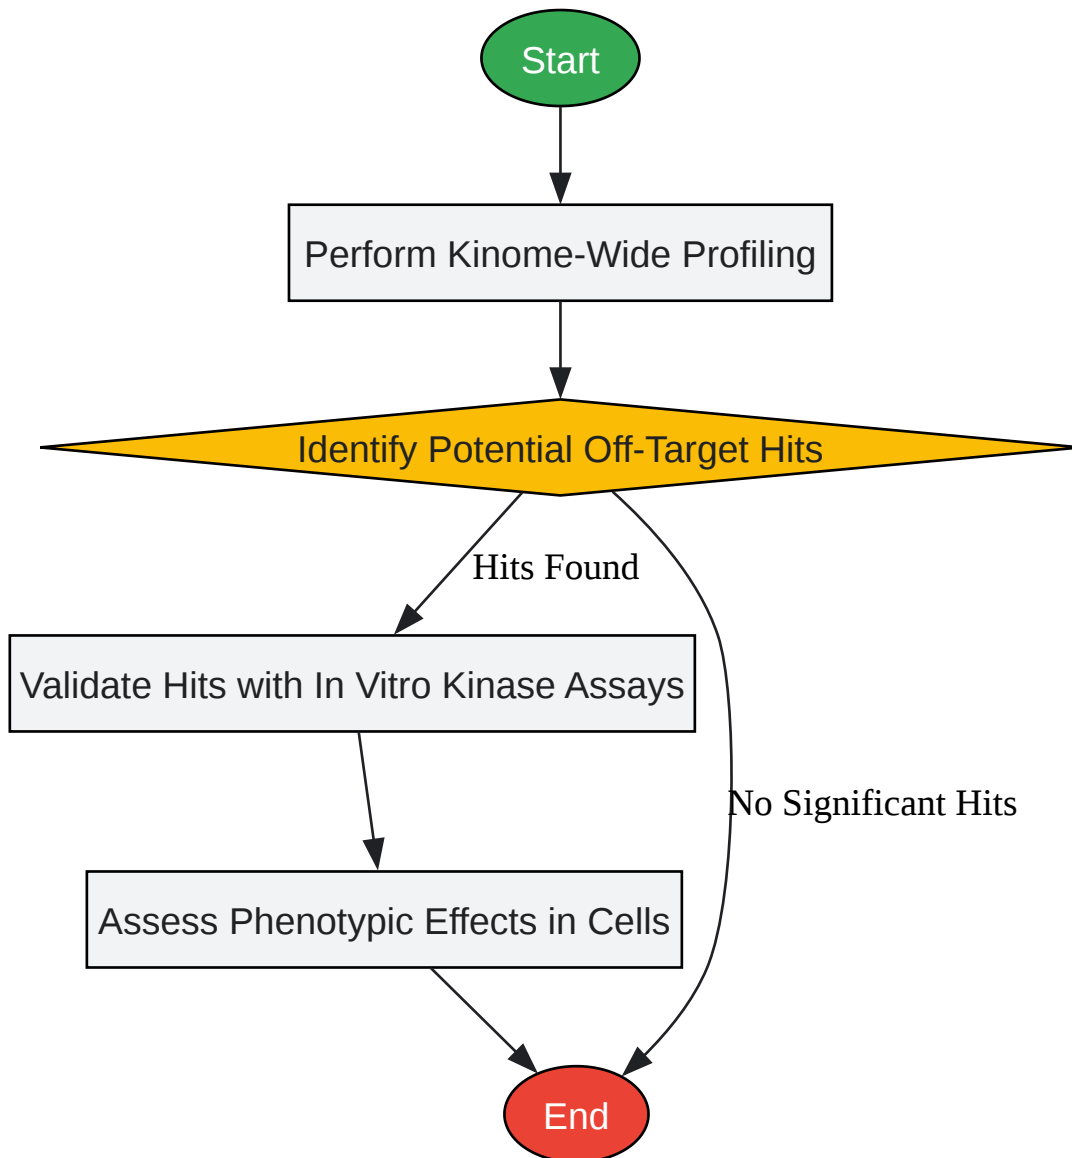 Start
Perform Kinome-Wide Profiling
Identify Potential Off-Target Hits
Hits Found
Validate Hits with In Vitro Kinase Assays
No Significant Hits
Assess Phenotypic Effects in Cells
End